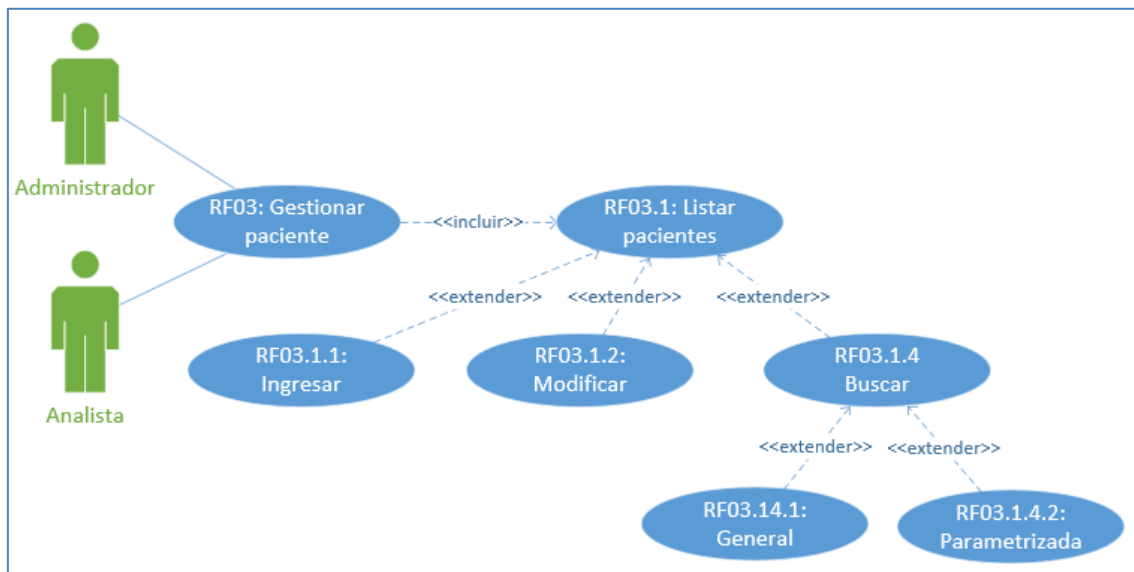 Administrador
RF03: Gestionar
paciente
<<incluir>>
RF03.1: Listar
pacientes
Analista
<<extender>>
<<extender>>
<<extender>>
RF03.1.1:
Ingresar
RF03.1.2:
Modificar
RF03.1.4
Buscar
<<extender>>
<<extender>>
RF03.14.1:
General
RF03.1.4.2:
Parametrizada